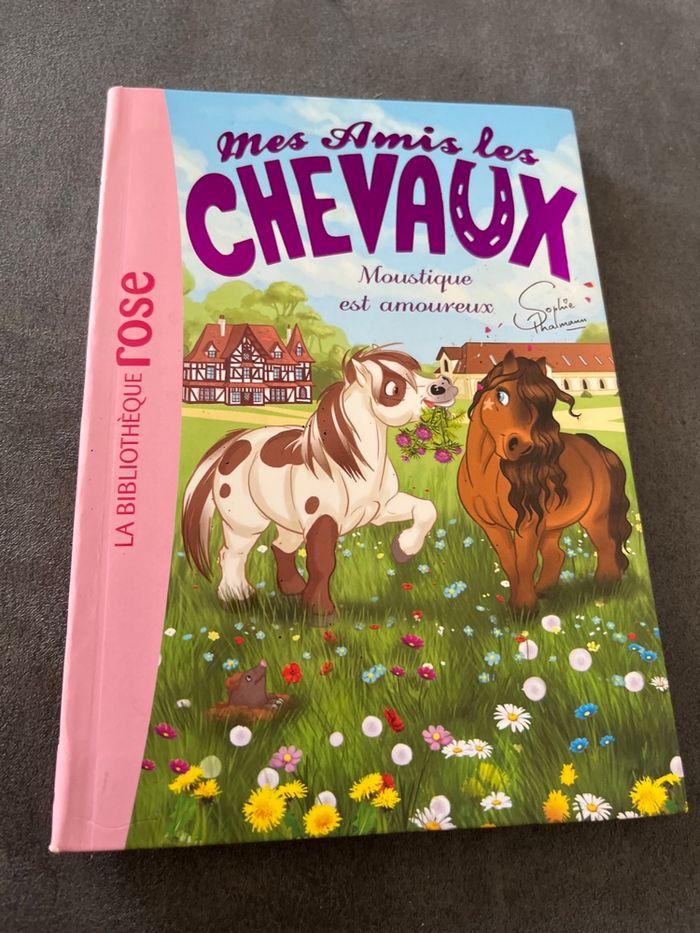 Mes Amis les
CHEVAUX
Moustique
est amoureux
Sophie
Thalmann
LA BIBLIOTHÈQUE rose